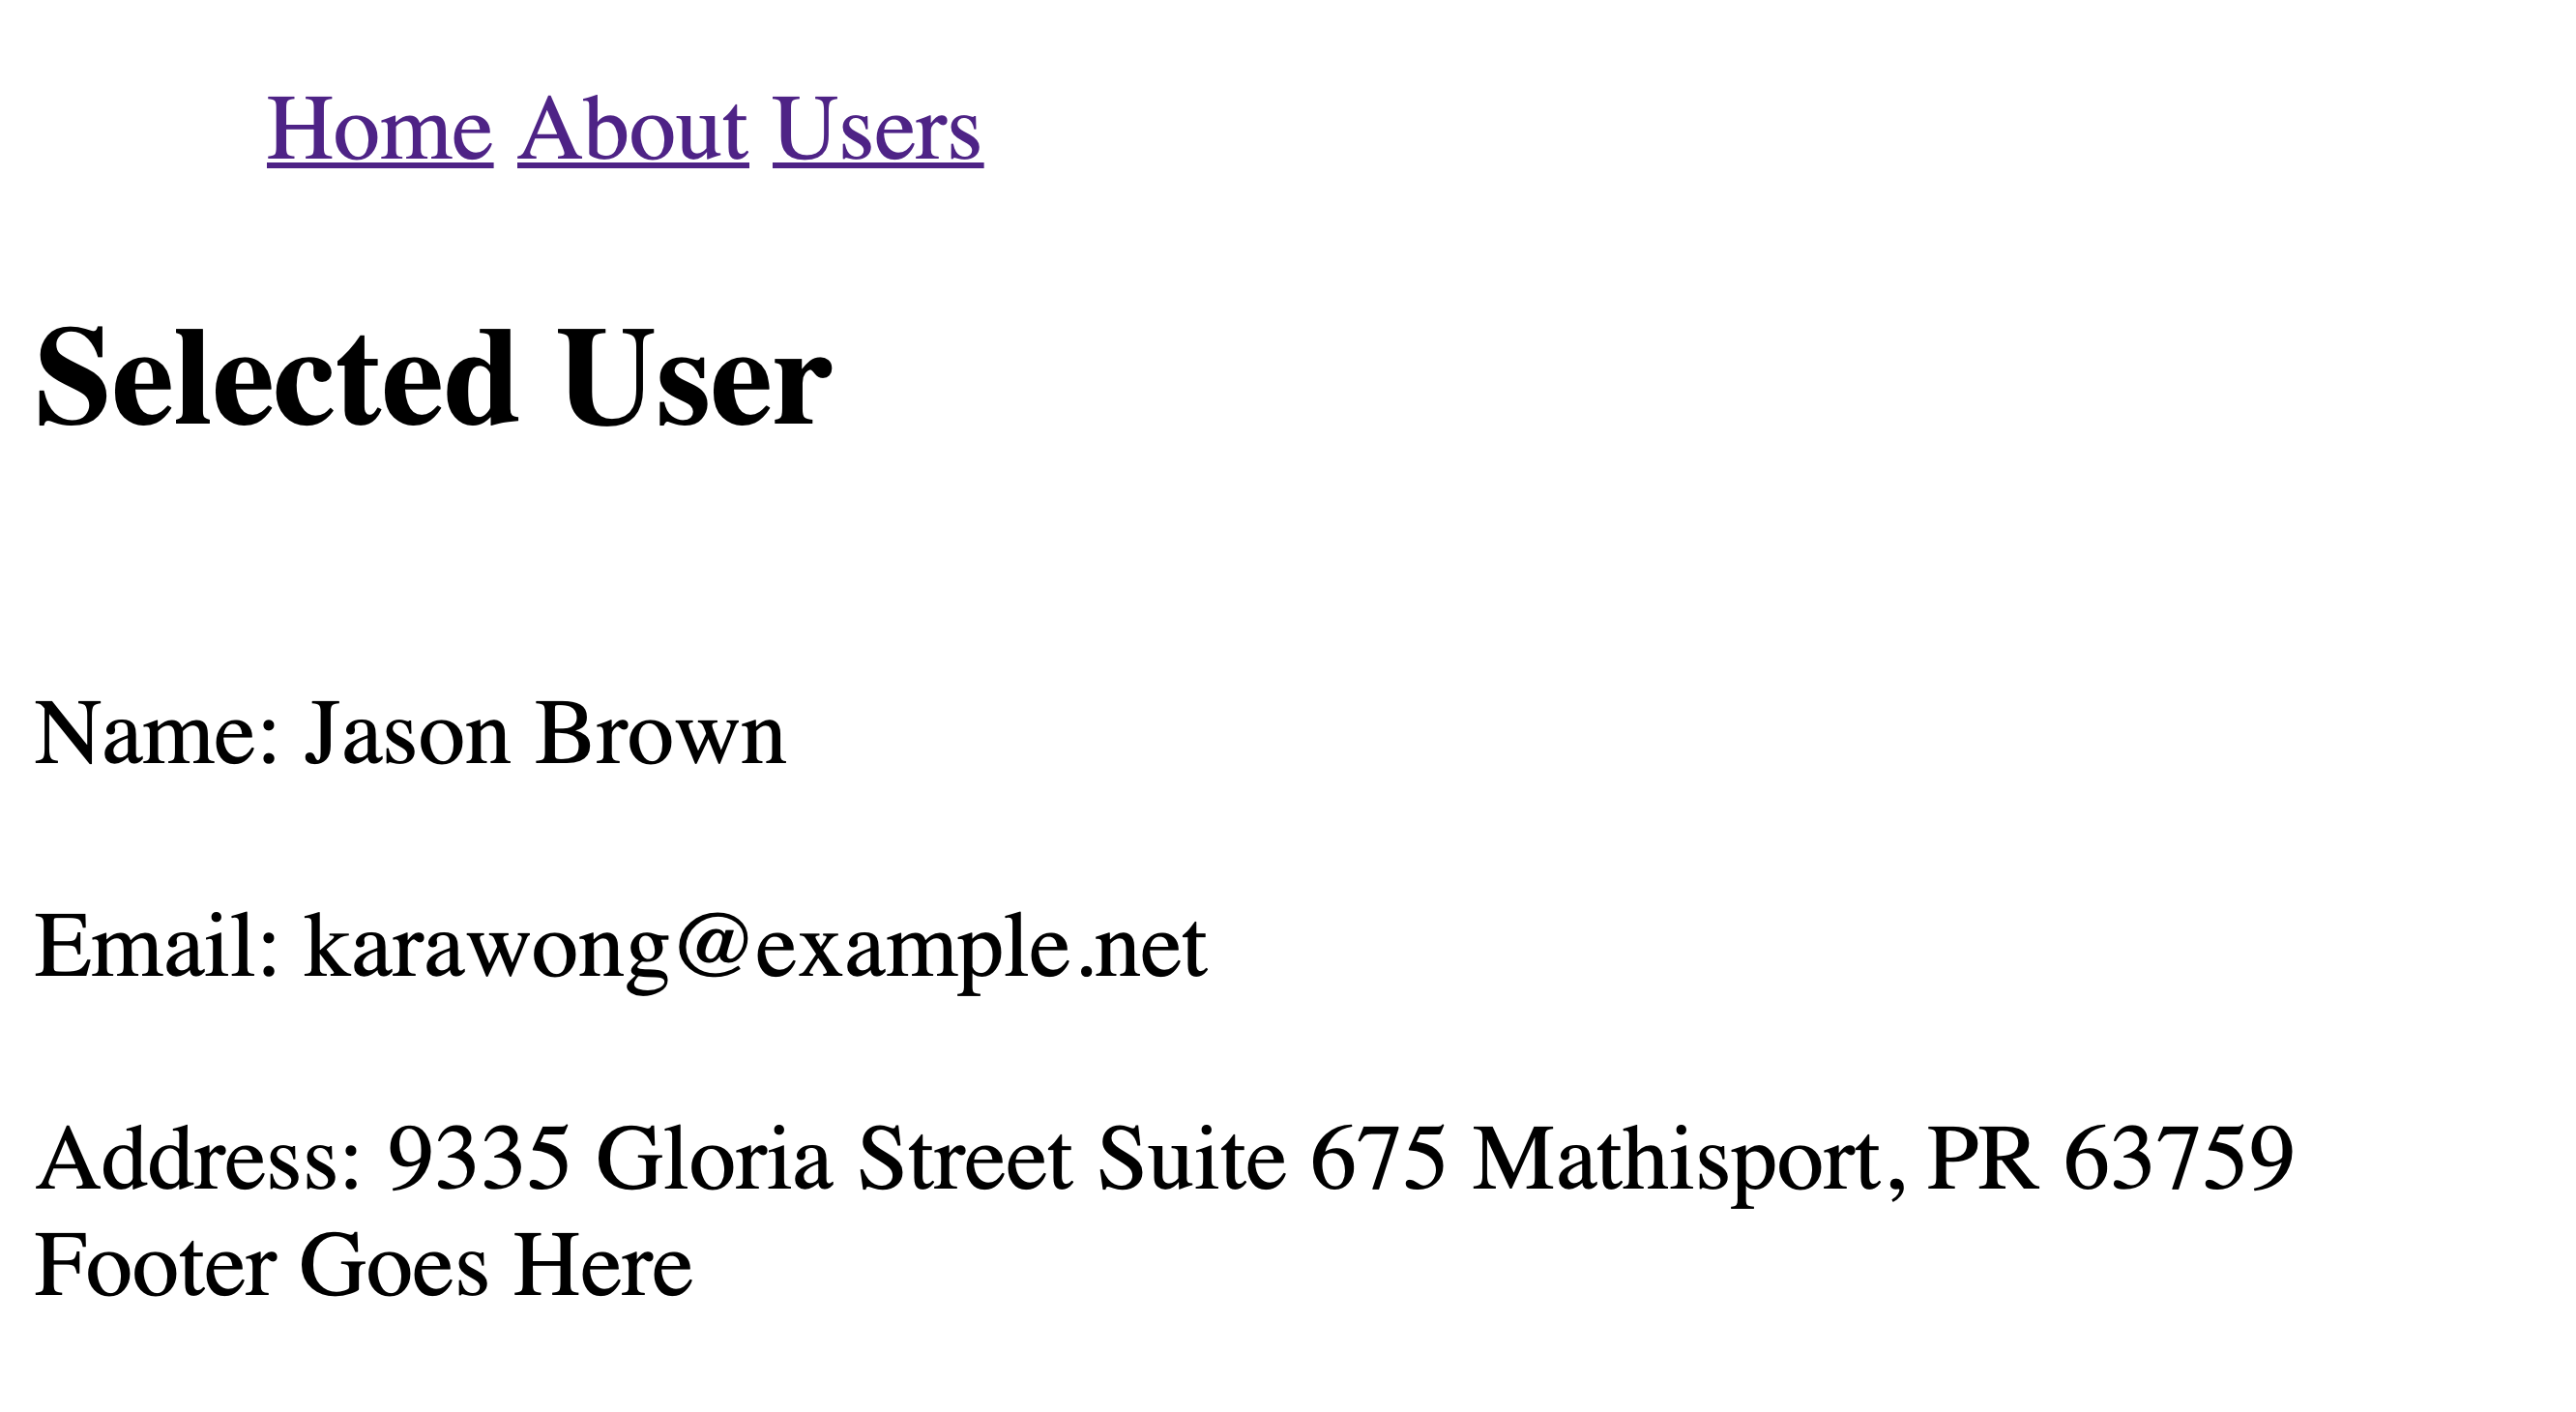 Home About Users
Selected User
Name: Jason Brown
Email: karawong@example.net
Address: 9335 Gloria Street Suite 675 Mathisport, PR 63759
Footer Goes Here